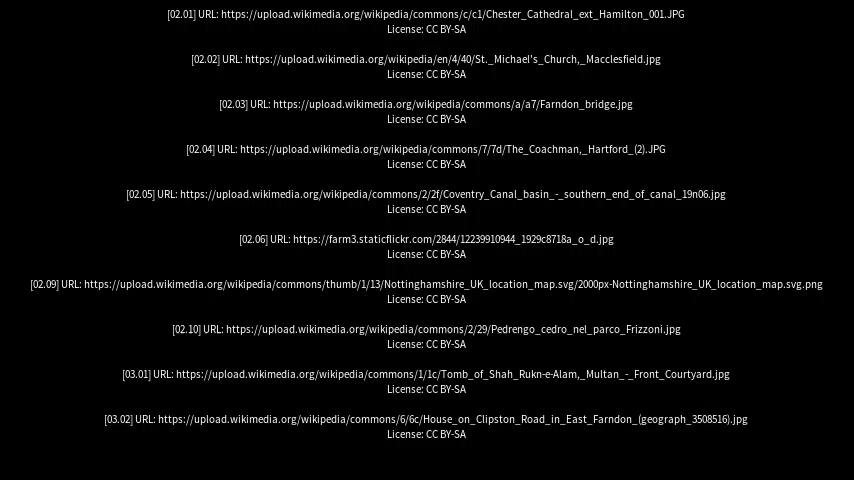 [02.01] URL: https://upload.wikimedia.org/wikipedia/commons/c/c1/Chester_Cathedral_ext_Hamilton_001.JPG
License: CC BY-SA
[02.02] URL: https://upload.wikimedia.org/wikipedia/en/4/40/St._Michael's_Church,_Macclesfield.jpg
License: CC BY-SA
[02.03] URL: https://upload.wikimedia.org/wikipedia/commons/a/a7/Farndon_bridge.jpg
License: CC BY-SA
[02.04] URL: https://upload.wikimedia.org/wikipedia/commons/7/7d/The_Coachman,_Hartford_(2).JPG
License: CC BY-SA
[02.05] URL: https://upload.wikimedia.org/wikipedia/commons/2/2f/Coventry_Canal_basin_-_southern_end_of_canal_19n06.jpg
License: CC BY-SA
[02.06] URL: https://farm3.staticflickr.com/2844/12239910944_1929c8718a_o_d.jpg
License: CC BY-SA
[02.09] URL: https://upload.wikimedia.org/wikipedia/commons/thumb/1/13/Nottinghamshire_UK_location_map.svg/2000px-Nottinghamshire_UK_location_map.svg.png
License: CC BY-SA
[02.10] URL: https://upload.wikimedia.org/wikipedia/commons/2/29/Pedrengo_cedro_nel_parco_Frizzoni.jpg
License: CC BY-SA
[03.01] URL: https://upload.wikimedia.org/wikipedia/commons/1/1c/Tomb_of_Shah_Rukn-e-Alam,_Multan_-_Front_Courtyard.jpg
License: CC BY-SA
[03.02] URL: https://upload.wikimedia.org/wikipedia/commons/6/6c/House_on_Clipston_Road_in_East_Farndon_(geograph_3508516).jpg
License: CC BY-SA